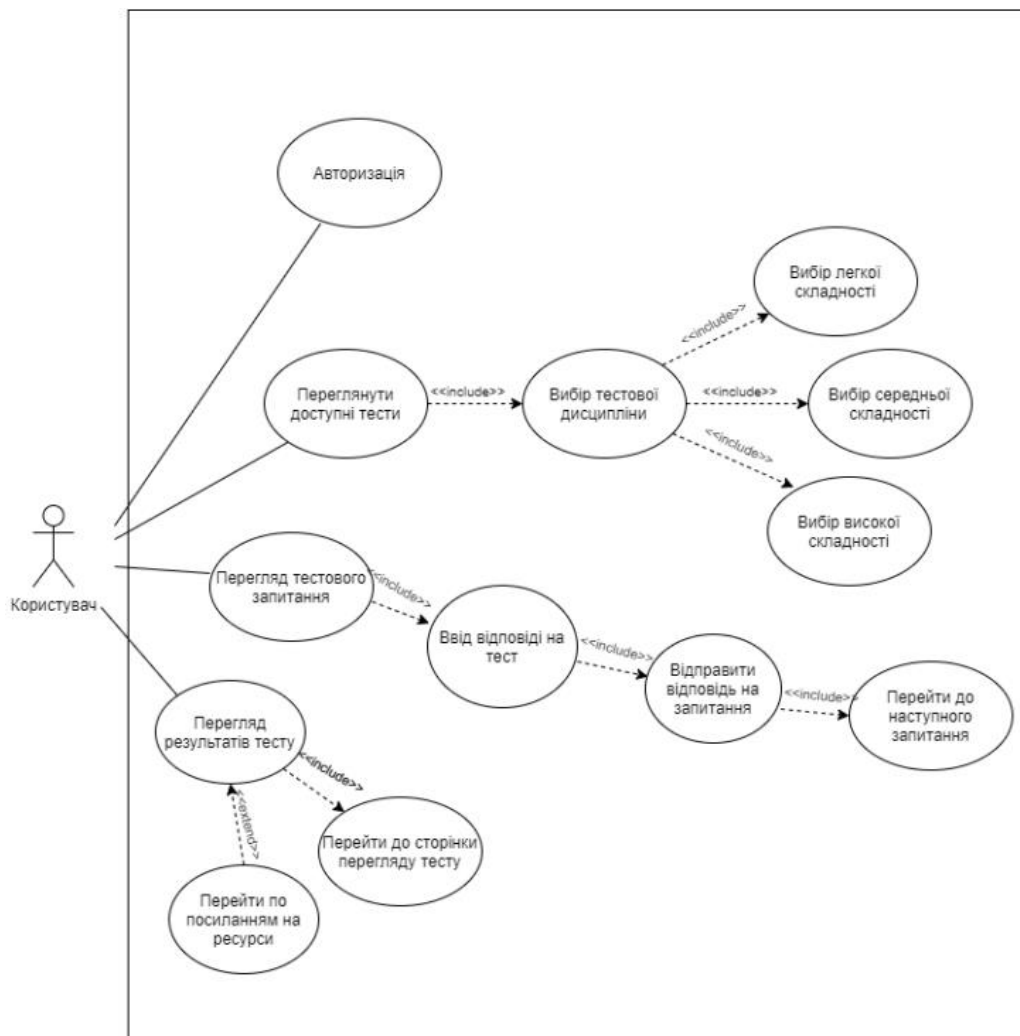 Авторизація
Вибір легкої
складності
<<include>>
Переглянути
доступні тести
<<include>>
Вибір тестової
дисципліни
<<include>>
Вибір середньої
складності
<<include>>
Вибір високої
складності
Користувач
Перегляд тестового
запитання
<<include>>
Ввід відповіді на
тест
<<include>>
Відправити
відповідь на
запитання
<<include>>
Перейти до
наступного
запитання
Перегляд
результатів тесту
<<include>>
<<extend>>
Перейти до сторінки
перегляду тесту
Перейти по
посиланням на
ресурси